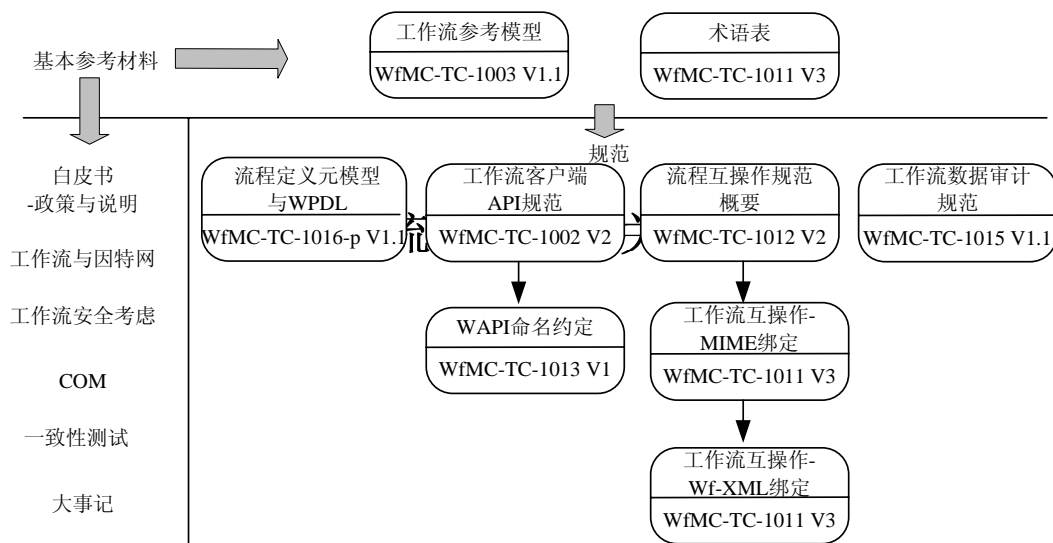 基本参考材料
工作流参考模型
WfMC-TC-1003 V1.1
术语表
WfMC-TC-1011 V3
规范
白皮书
-政策与说明
工作流与因特网
工作流安全考虑
COM
一致性测试
大事记
流程定义元模型
与WPDL
WfMC-TC-1016-p V1.1
工作流客户端
API规范
WfMC-TC-1002 V2
流程互操作规范
概要
WfMC-TC-1012 V2
工作流数据审计
规范
WfMC-TC-1015 V1.1
WAPI命名约定
WfMC-TC-1013 V1
工作流互操作-
MIME绑定
WfMC-TC-1011 V3
工作流互操作-
Wf-XML绑定
WfMC-TC-1011 V3